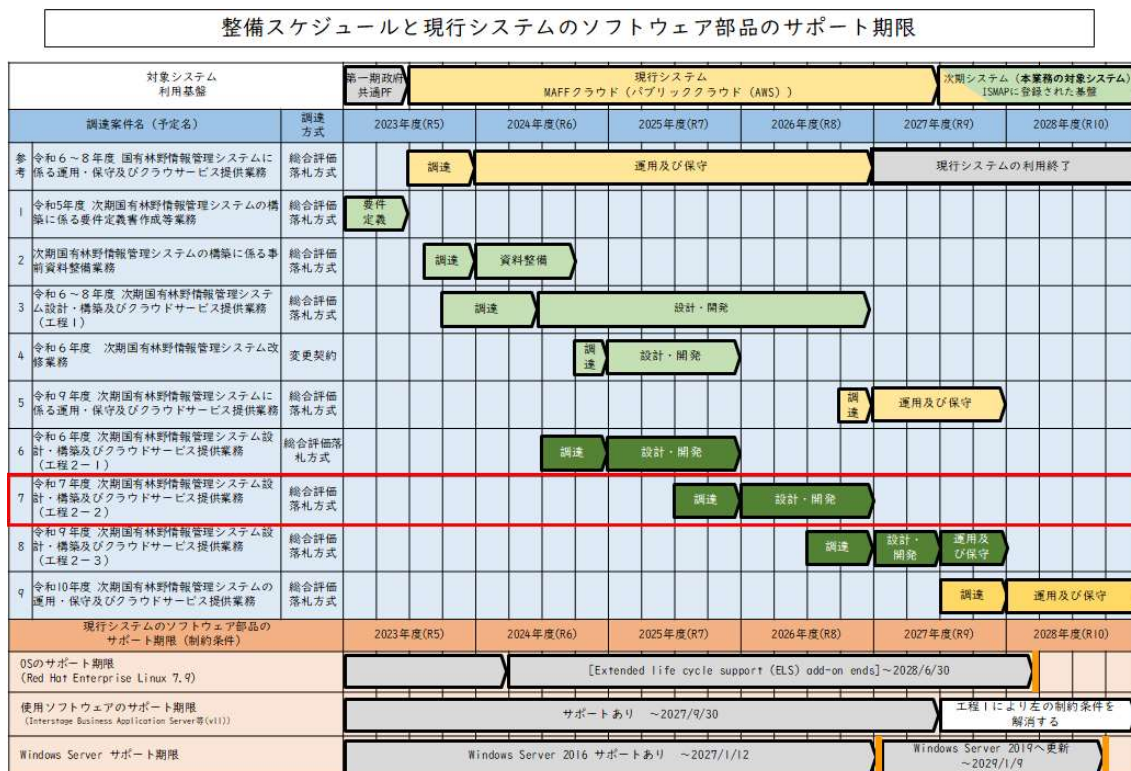 整備スケジュールと現行システムのソフトウェア部品のサポート期限
対象システム
利用基盤
第一期政府
共通PF
現行システム
MAFFクラウド(パブリッククラウド(AWS))
次期システム(本業務の対象システム)
ISMAPに登録された基盤
調達案件名(予定名)
調達
方式
2023年度(R5)
2024年度(R6)
2025年度(R7)
2026年度(R8)
2027年度(R9)
2028年度(R10)
参
考
令和6~8年度 国有林野情報管理システムに
係る運用・保守及びクラウサービス提供業務
総合評価
落札方式
調達
運用及び保守
現行システムの利用終了
1
令和5年度 次期国有林野情報管理システムの構
築に係る要件定義書作成等業務
総合評価
落札方式
要件
定義
2
次期国有林野情報管理システムの構築に係る事
前資料整備業務
総合評価
落札方式
調達
資料整備
3
令和6~8年度 次期国有林野情報管理システ
ム設計・構築及びクラウドサービス提供業務
(工程1)
総合評価
落札方式
調達
設計・開発
4
令和6年度 次期国有林野情報管理システム改
修業務
変更契約
調
達
設計・開発
5
令和9年度 次期国有林野情報管理システムに
係る運用・保守及びクラウドサービス提供業務
総合評価
落札方式
調
達
運用及び保守
6
令和6年度 次期国有林野情報管理システム設
計・構築及びクラウドサービス提供業務
(工程2-1)
総合評価落
札方式
調達
設計・開発
7
令和7年度 次期国有林野情報管理システム設
計・構築及びクラウドサービス提供業務
(工程2-2)
総合評価
落札方式
調達
設計・開発
8
令和9年度 次期国有林野情報管理システム設
計・構築及びクラウドサービス提供業務
(工程2-3)
総合評価
落札方式
調達
設計・
開発
運用及
び保守
9
令和10年度 次期国有林野情報管理システムの
運用・保守及びクラウドサービス提供業務
総合評価
落札方式
調達
運用及び保守
現行システムのソフトウェア部品の
サポート期限(制約条件)
2023年度(R5)
2024年度(R6)
2025年度(R7)
2026年度(R8)
2027年度(R9)
2028年度(R10)
OSのサポート期限
(Red Hat Enterprise Linux 7.9)
[Extended life cycle support (ELS) add-on ends]~2028/6/30
使用ソフトウェアのサポート期限
(Interstage Business Application Server等(v11))
サポートあり ~2027/9/30
工程1により左の制約条件を
解消する
Windows Server サポート期限
Windows Server 2016 サポートあり ~2027/1/12
Windows Server 2019へ更新
~2029/1/9